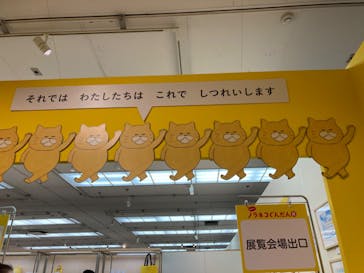 それでは わたしたちは これで しつれいします
ノラネコぐんだん
展覧会場出口